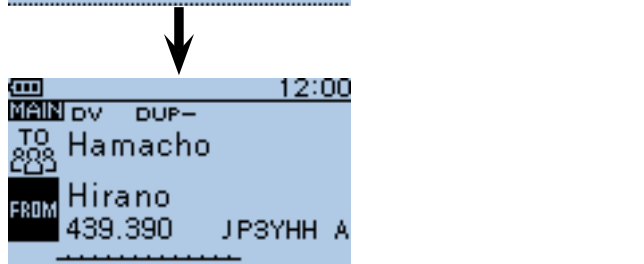 12:00
MAIN DV DUP-
TO
Hamacho
Hirano
FROM
439.390 JP3YHH A